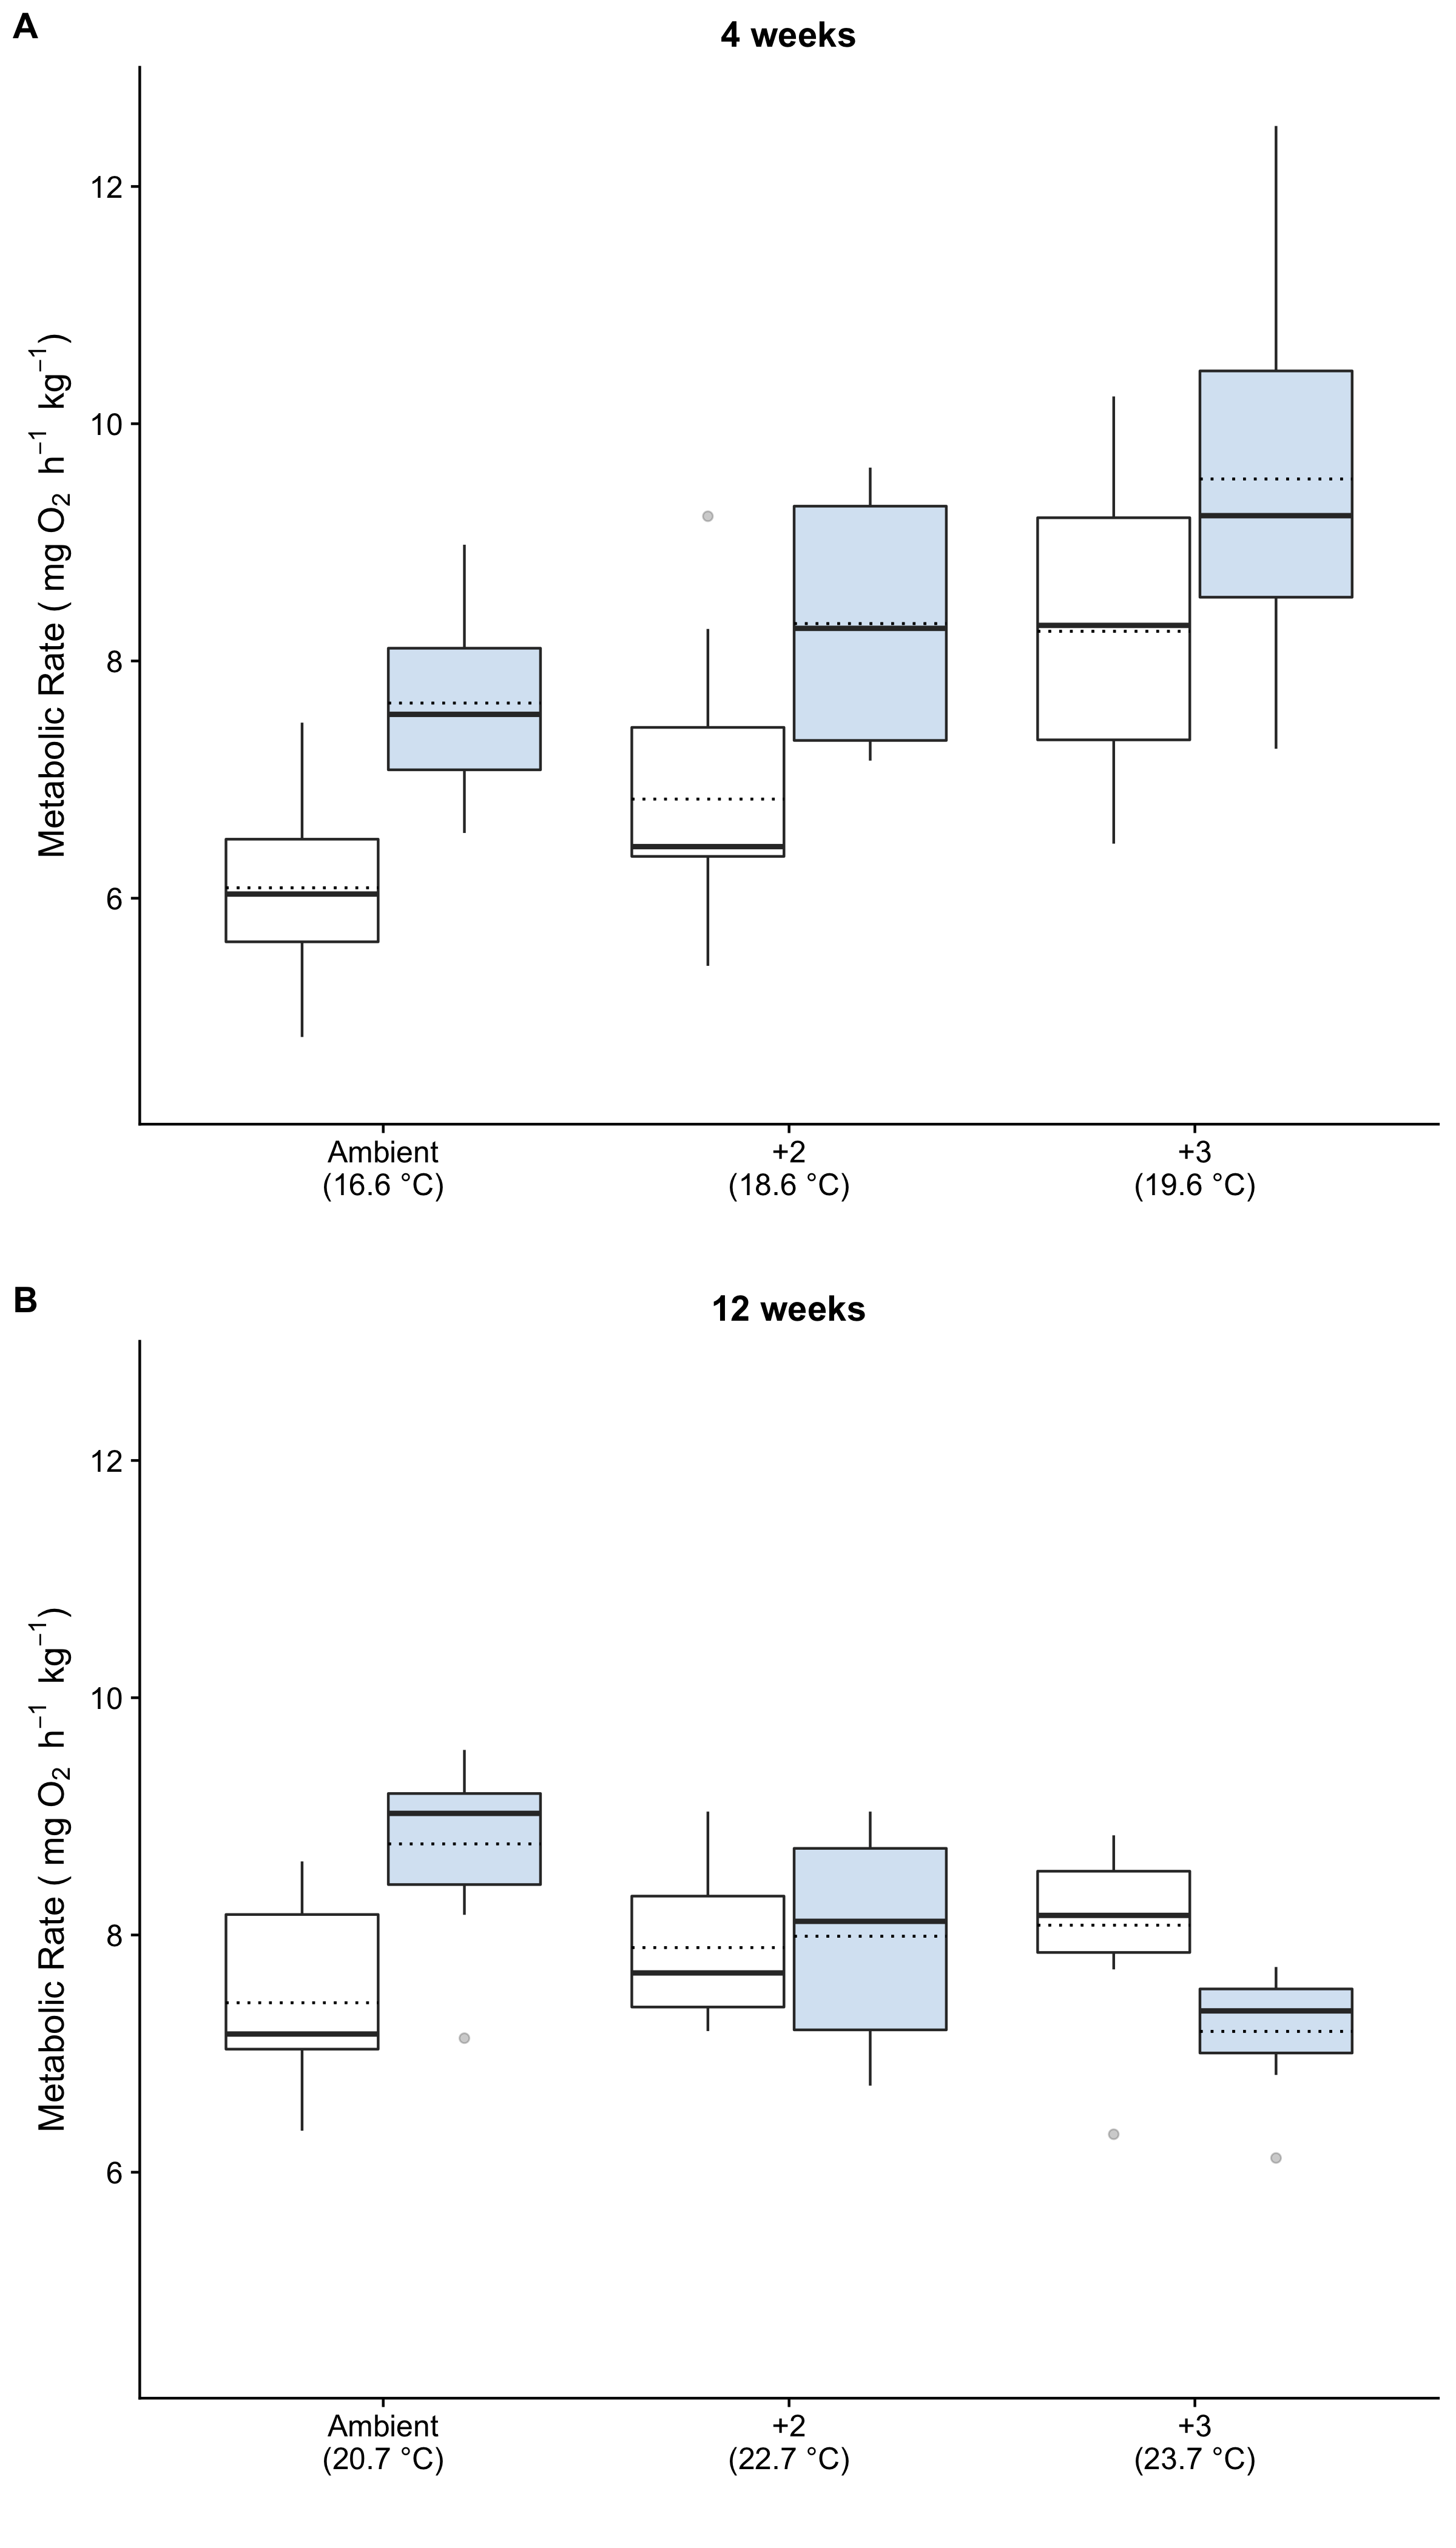 A
4 weeks
Metabolic Rate ( mg O₂ h⁻¹ kg⁻¹)
12
10
8
6
Ambient
(16.6 °C)
+2
(18.6 °C)
+3
(19.6 °C)
B
12 weeks
Metabolic Rate ( mg O₂ h⁻¹ kg⁻¹)
12
10
8
6
Ambient
(20.7 °C)
+2
(22.7 °C)
+3
(23.7 °C)